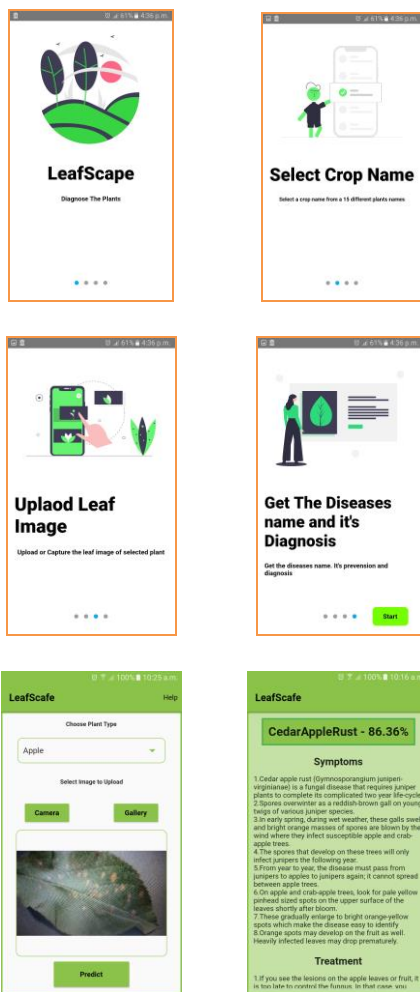 61% 4:36 p.m.
LeafScape
Diagnose The Plants
61% 4:36 p.m.
Select Crop Name
Select a crop name from a 15 different plants names
61% 4:36 p.m.
Uplaod Leaf
Image
Upload or Capture the leaf image of selected plant
61% 4:36 p.m.
Get The Diseases
name and it's
Diagnosis
Get the diseases name. It's prevension and
diagnosis
Start
100% 10:25 a.m.
LeafScafe
Help
Choose Plant Type
Apple
Select Image to Upload
Camera
Gallery
Predict
100% 10:16 a.m.
LeafScafe
CedarAppleRust - 86.36%
Symptoms
1.Cedar apple rust (Gymnosporangium juniperi-
virginianae) is a fungal disease that requires juniper
plants to complete its complicated two year life-cycle
2.Spores overwinter as a reddish-brown gall on young
twigs of various juniper species.
3.In early spring, during wet weather, these galls swell
and bright orange masses of spores are blown by the
wind where they infect susceptible apple and crab-
apple trees.
4.The spores that develop on these trees will only
infect junipers the following year.
5.From year to year, the disease must pass from
junipers to apples to junipers again; it cannot spread
between apple trees.
6.On apple and crab-apple trees, look for pale yellow
pinhead sized spots on the upper surface of the
leaves shortly after bloom.
7.These gradually enlarge to bright orange-yellow
spots which make the disease easy to identify
8.Orange spots may develop on the fruit as well.
Heavily infected leaves may drop prematurely.
Treatment
1.If you see the lesions on the apple leaves or fruit, it
is too late to control the fungus. In that case, you